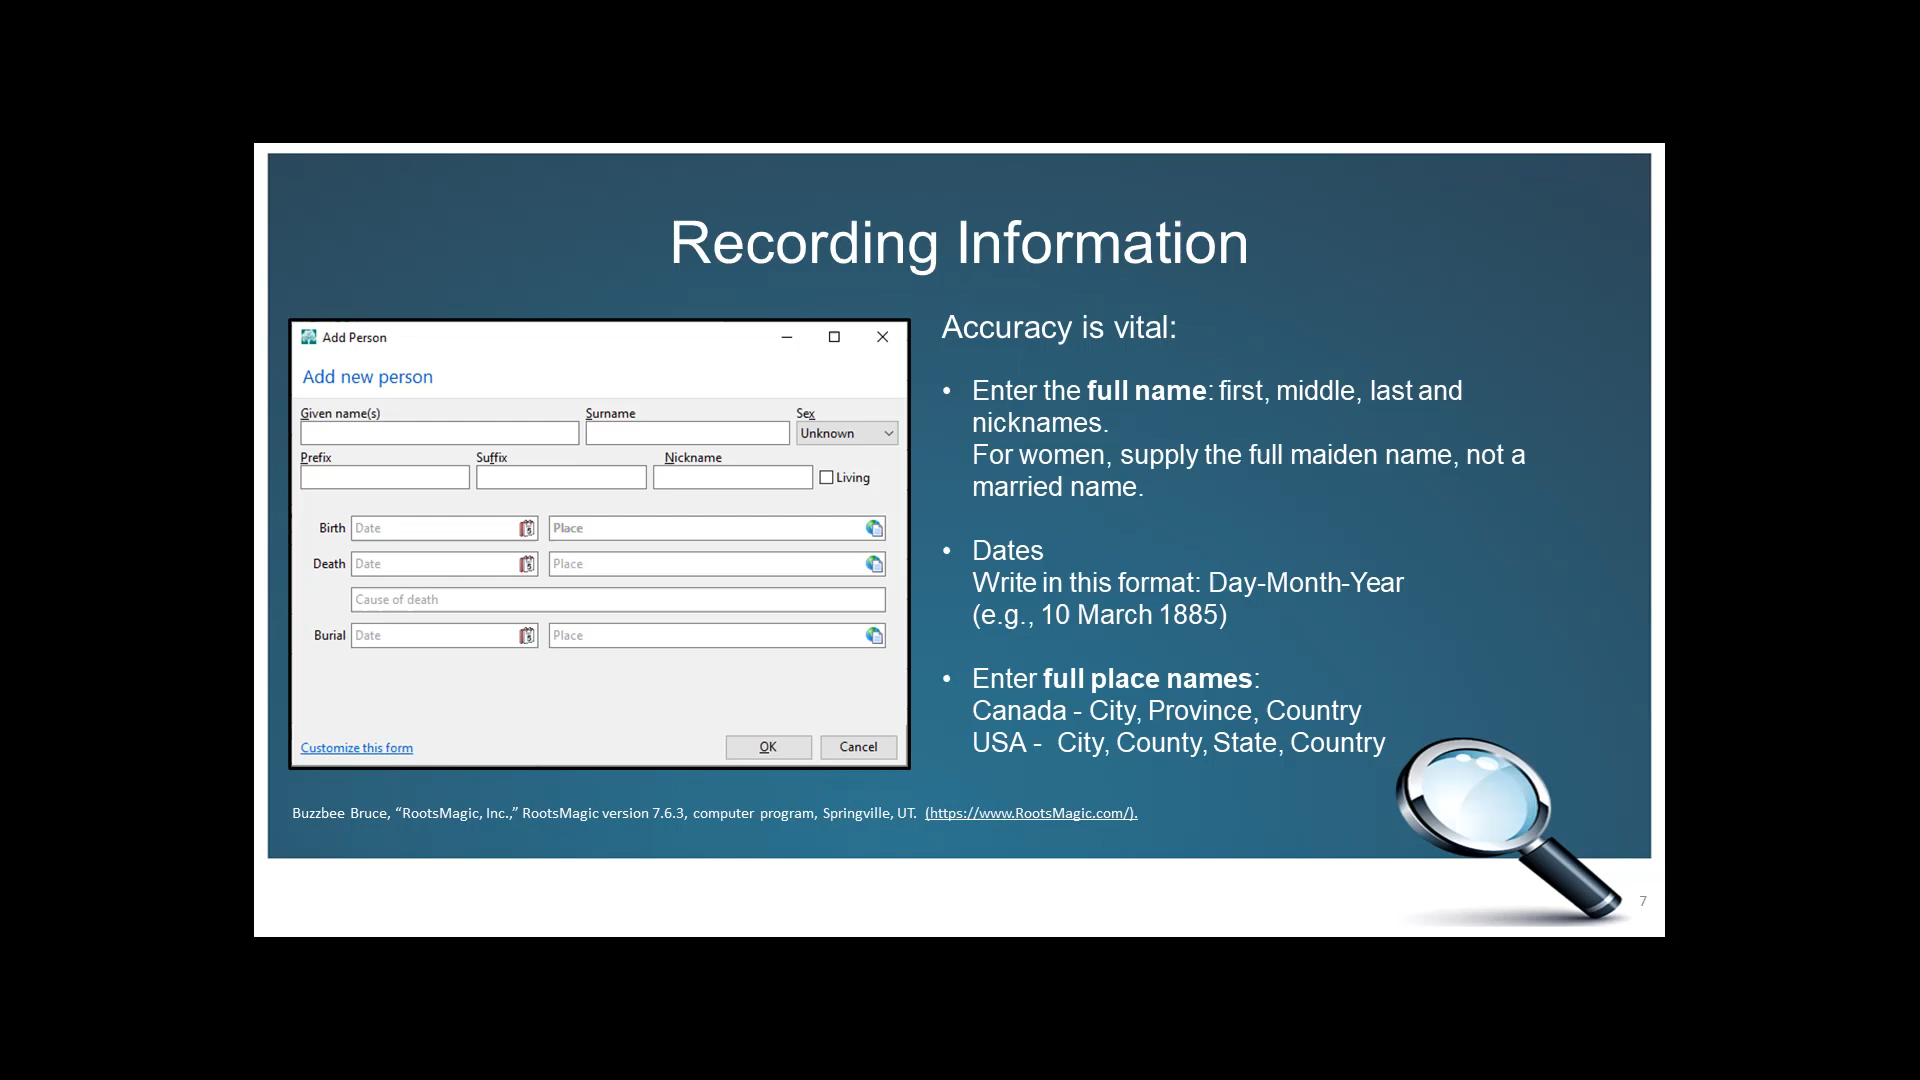 Recording Information
Add Person
Add new person
Given name(s) Surname Sex
Unknown
Prefix Suffix Nickname
Living
Birth Date Place
Death Date Place
Cause of death
Burial Date Place
Customize this form OK Cancel
Accuracy is vital:
• Enter the full name: first, middle, last and
nicknames.
For women, supply the full maiden name, not a
married name.
• Dates
Write in this format: Day-Month-Year
(e.g., 10 March 1885)
• Enter full place names:
Canada - City, Province, Country
USA - City, County, State, Country
Buzzbee Bruce, “RootsMagic, Inc.,” RootsMagic version 7.6.3, computer program, Springville, UT. (https://www.RootsMagic.com/).
7